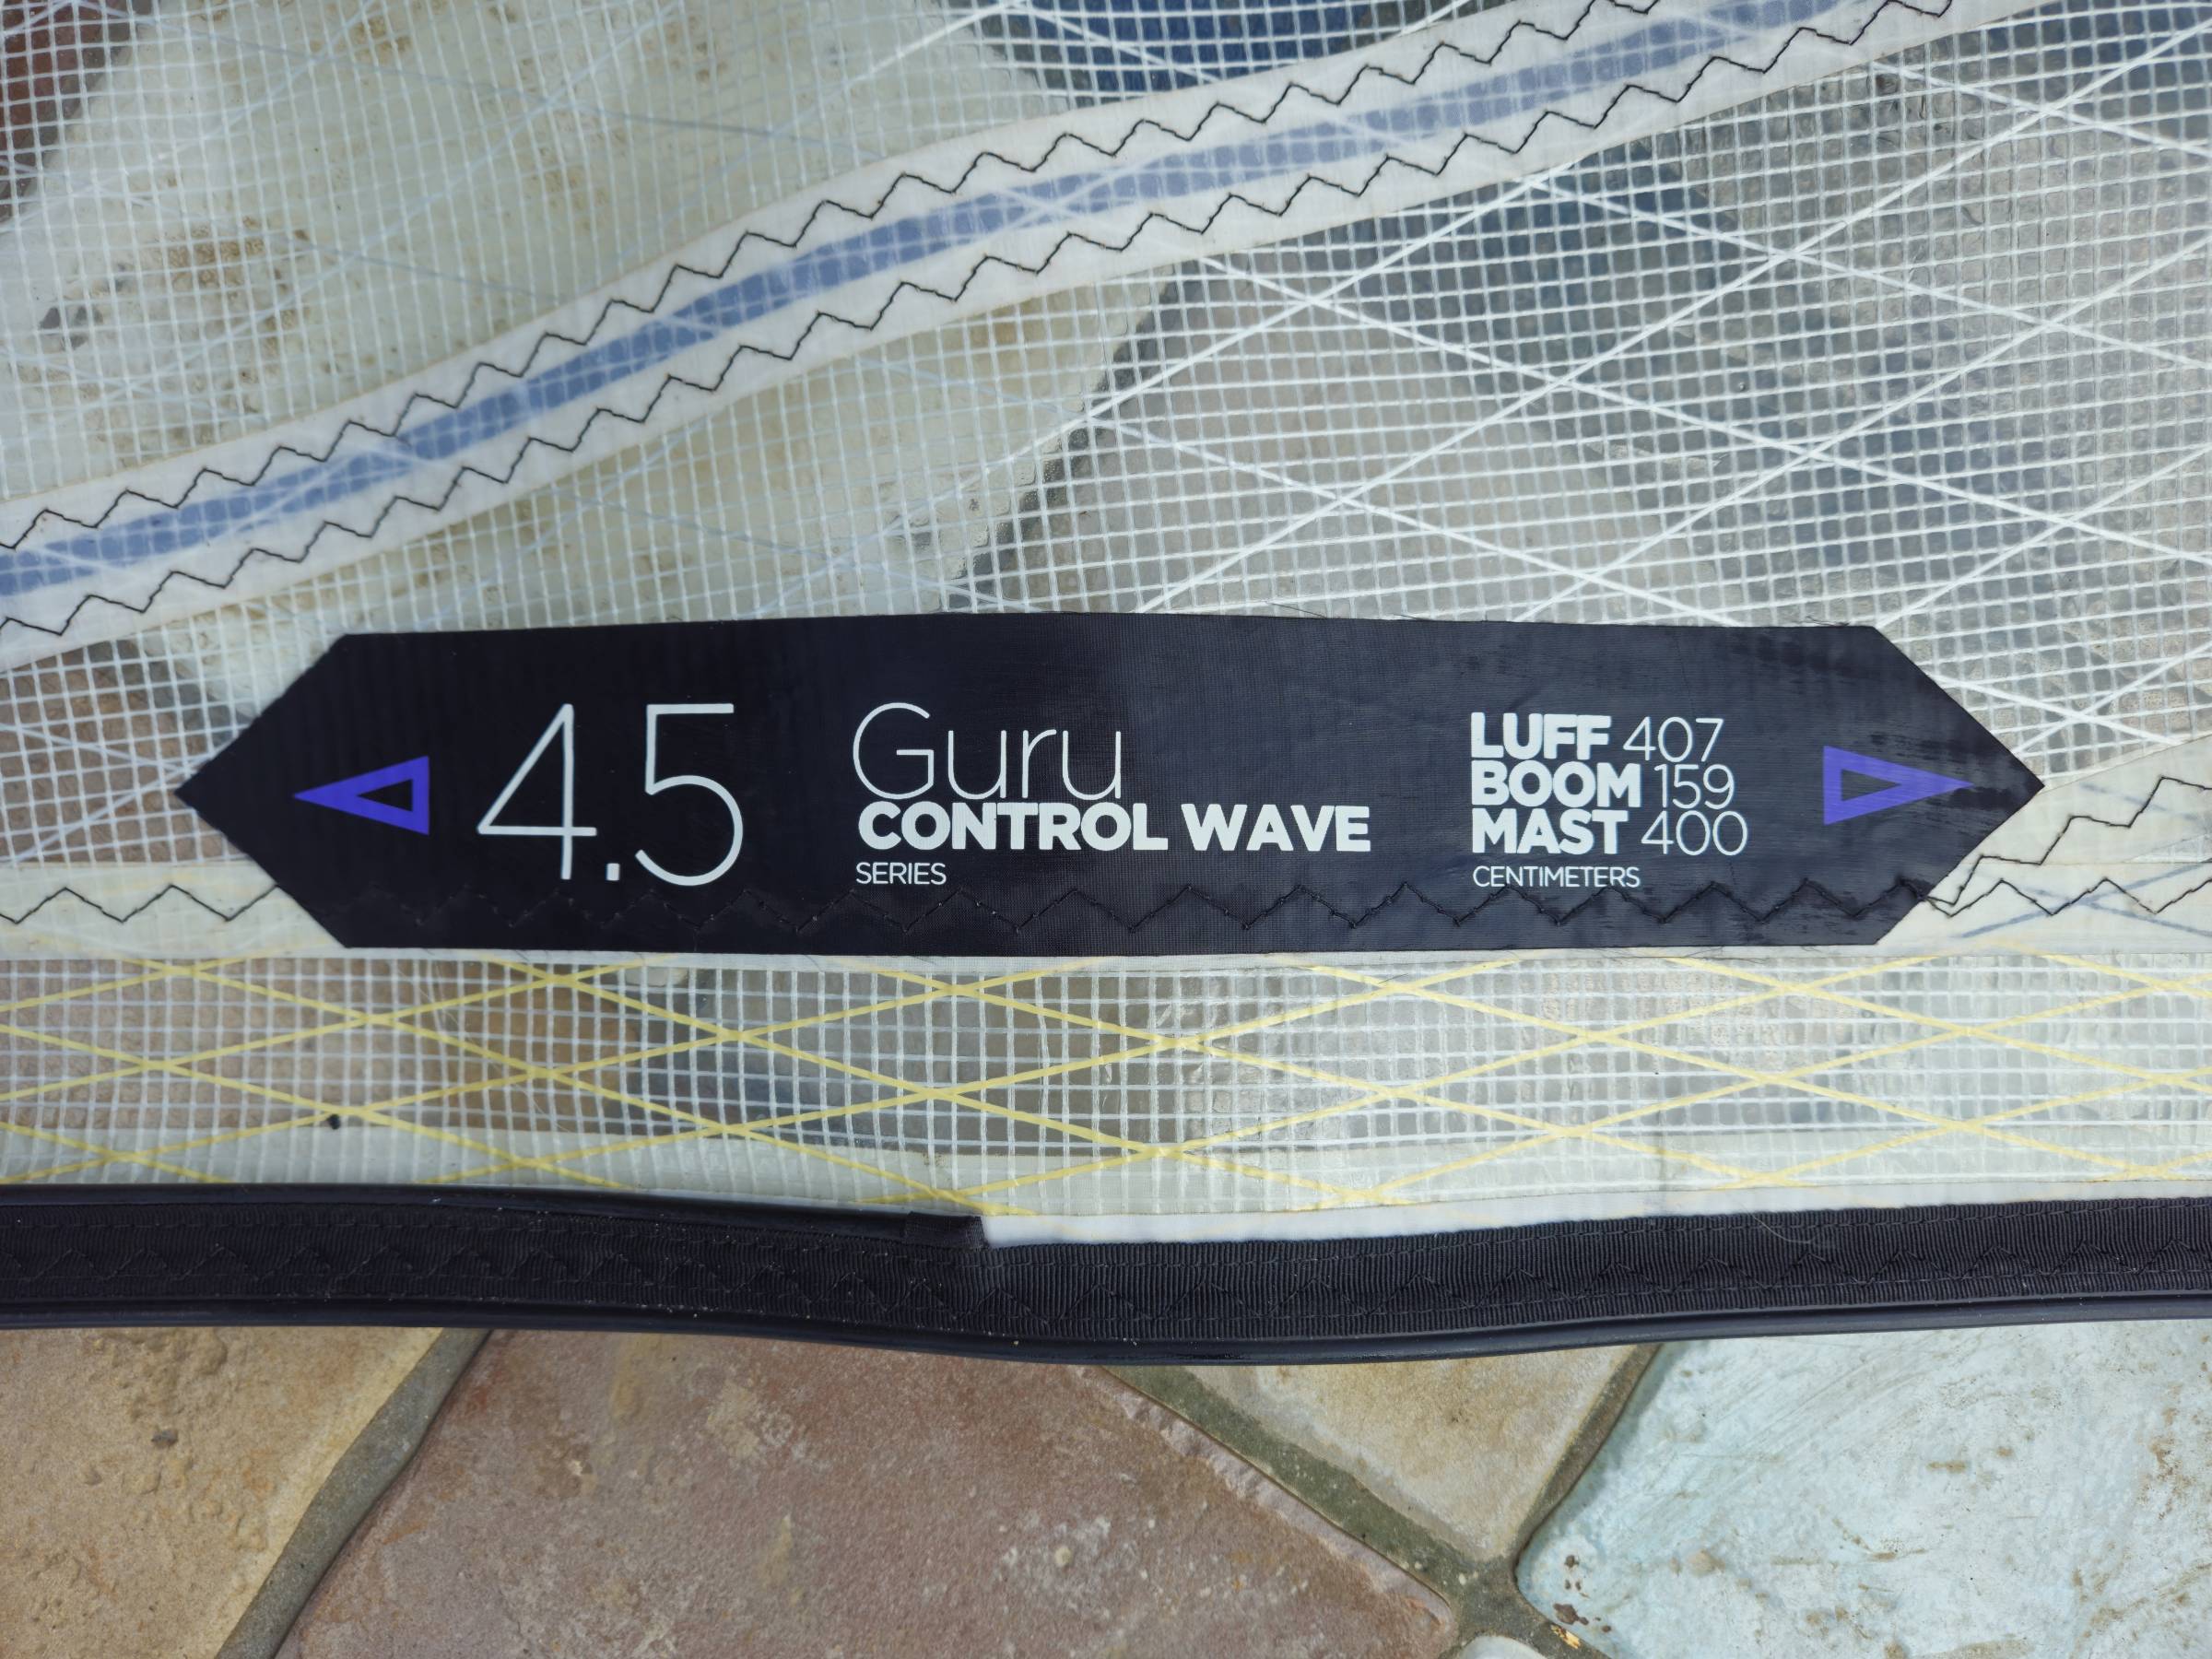 4.5
Guru
CONTROL WAVE
SERIES
LUFF 407
BOOM 159
MAST 400
CENTIMETERS